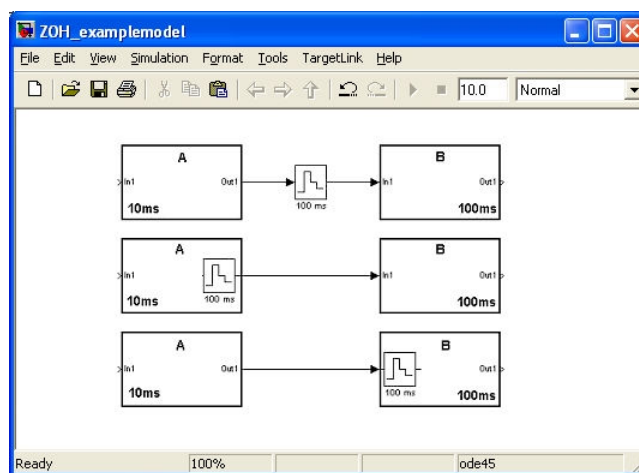 ZOH_examplemodel
File Edit View Simulation Format Tools TargetLink Help
10.0 Normal
A B
In1 Out1 In1 Out1
100 ms
10ms 100ms
A B
In1 In1 Out1
100 ms
10ms 100ms
A B
In1 Out1 Out1
100 ms
10ms 100ms
Ready 100% ode45